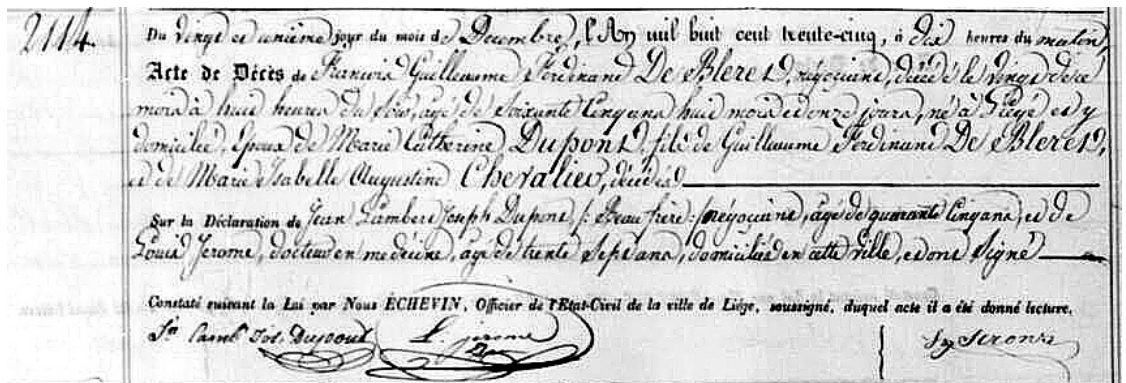 2114.
Du Vingt et unième jour du mois de Décembre, l'An mil huit cent trente-cinq, à dix heures du matin,
Acte de Décès de François Guillaume Ferdinand De Bleret, négociant, décédé le vingt de ce
mois à huit heures du soir, âgé de soixante Cinq ans huit mois et onze jours, né à Liége et y
domicilié, Epoux de Marie Catherine Dupont, fils de Guillaume Ferdinand De Bleret,
et de Marie Isabelle Augustine Chevalier, décédés
Sur la Déclaration de Jean Lambert Joseph Dupont /: Beau frère :/ négociant, âgé de quarante Cinq ans, et de
Louis Jerome, docteur en médecine, âgé de trente Sept ans, domiciliés en cette ville, et ont Signé
Constaté suivant la Loi par Nous ÉCHEVIN, Officier de l'Etat-Civil de la ville de Liége, soussigné, duquel acte il a été donné lecture.
Jn Lamb Jos. Dupont L. jerome